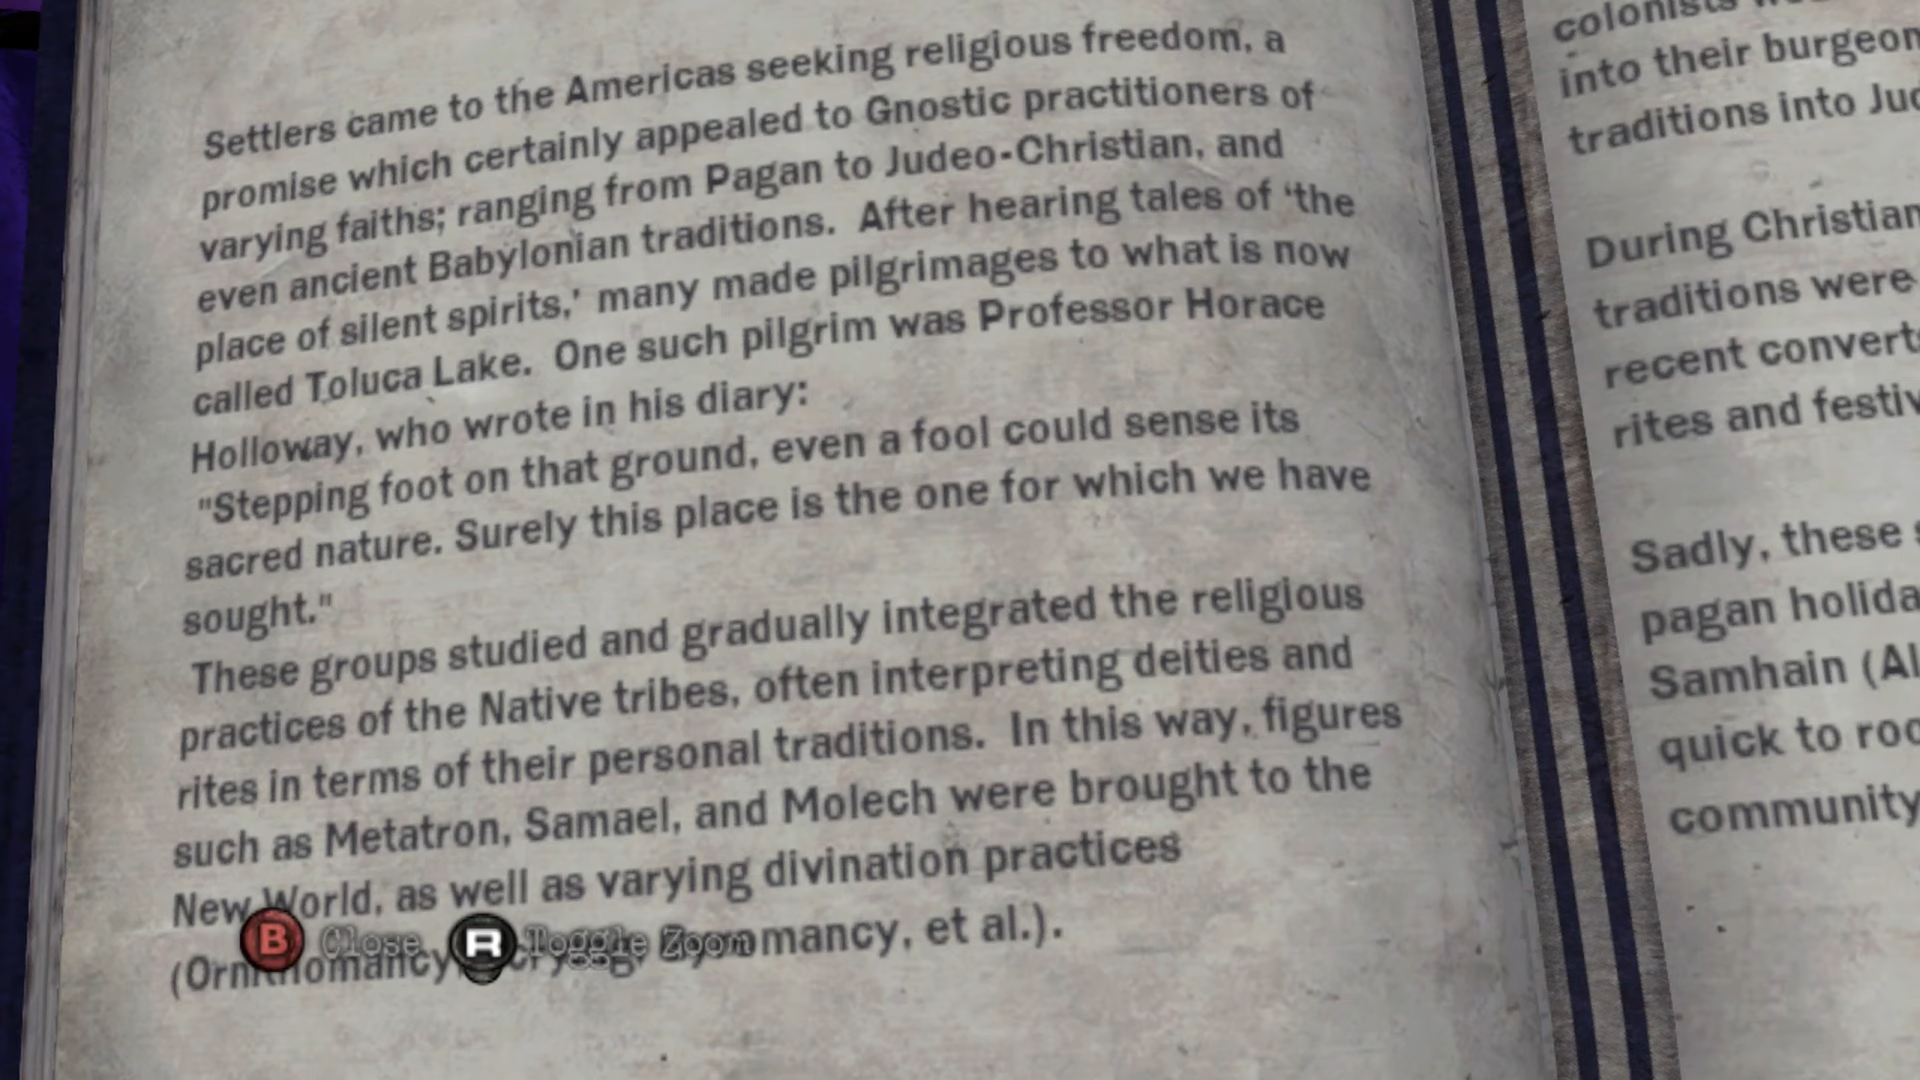 Settlers came to the Americas seeking religious freedom, a
promise which certainly appealed to Gnostic practitioners of
varying faiths; ranging from Pagan to Judeo-Christian, and
even ancient Babylonian traditions. After hearing tales of 'the
place of silent spirits,' many made pilgrimages to what is now
called Toluca Lake. One such pilgrim was Professor Horace
Holloway, who wrote in his diary:
"Stepping foot on that ground, even a fool could sense its
sacred nature. Surely this place is the one for which we have
sought."
These groups studied and gradually integrated the religious
practices of the Native tribes, often interpreting deities and
rites in terms of their personal traditions. In this way, figures
such as Metatron, Samael, and Molech were brought to the
New World, as well as varying divination practices
et al.).
colonists
into their burgeon
traditions into
During Christian
traditions were
recent convert
rites and festiv
Sadly, these
pagan holida
Samhain (Al
quick to
community
B Close R Toggle Zoom